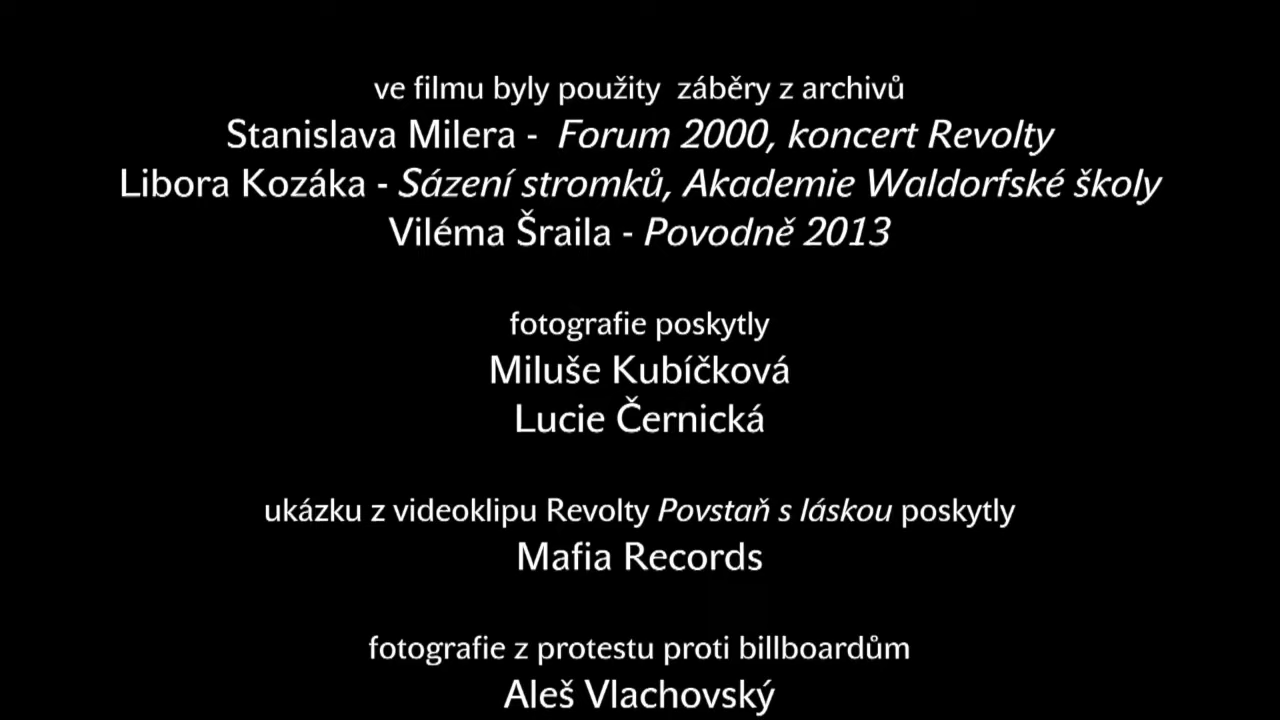 ve filmu byly použity  záběry z archivů
Stanislava Milera -  Forum 2000, koncert Revolty
Libora Kozáka - Sázení stromků, Akademie Waldorfské školy
Viléma Šraila - Povodně 2013
fotografie poskytly
Miluše Kubíčková
Lucie Černická
ukázku z videoklipu Revolty Povstaň s láskou poskytly
Mafia Records
fotografie z protestu proti billboardům
Aleš Vlachovský